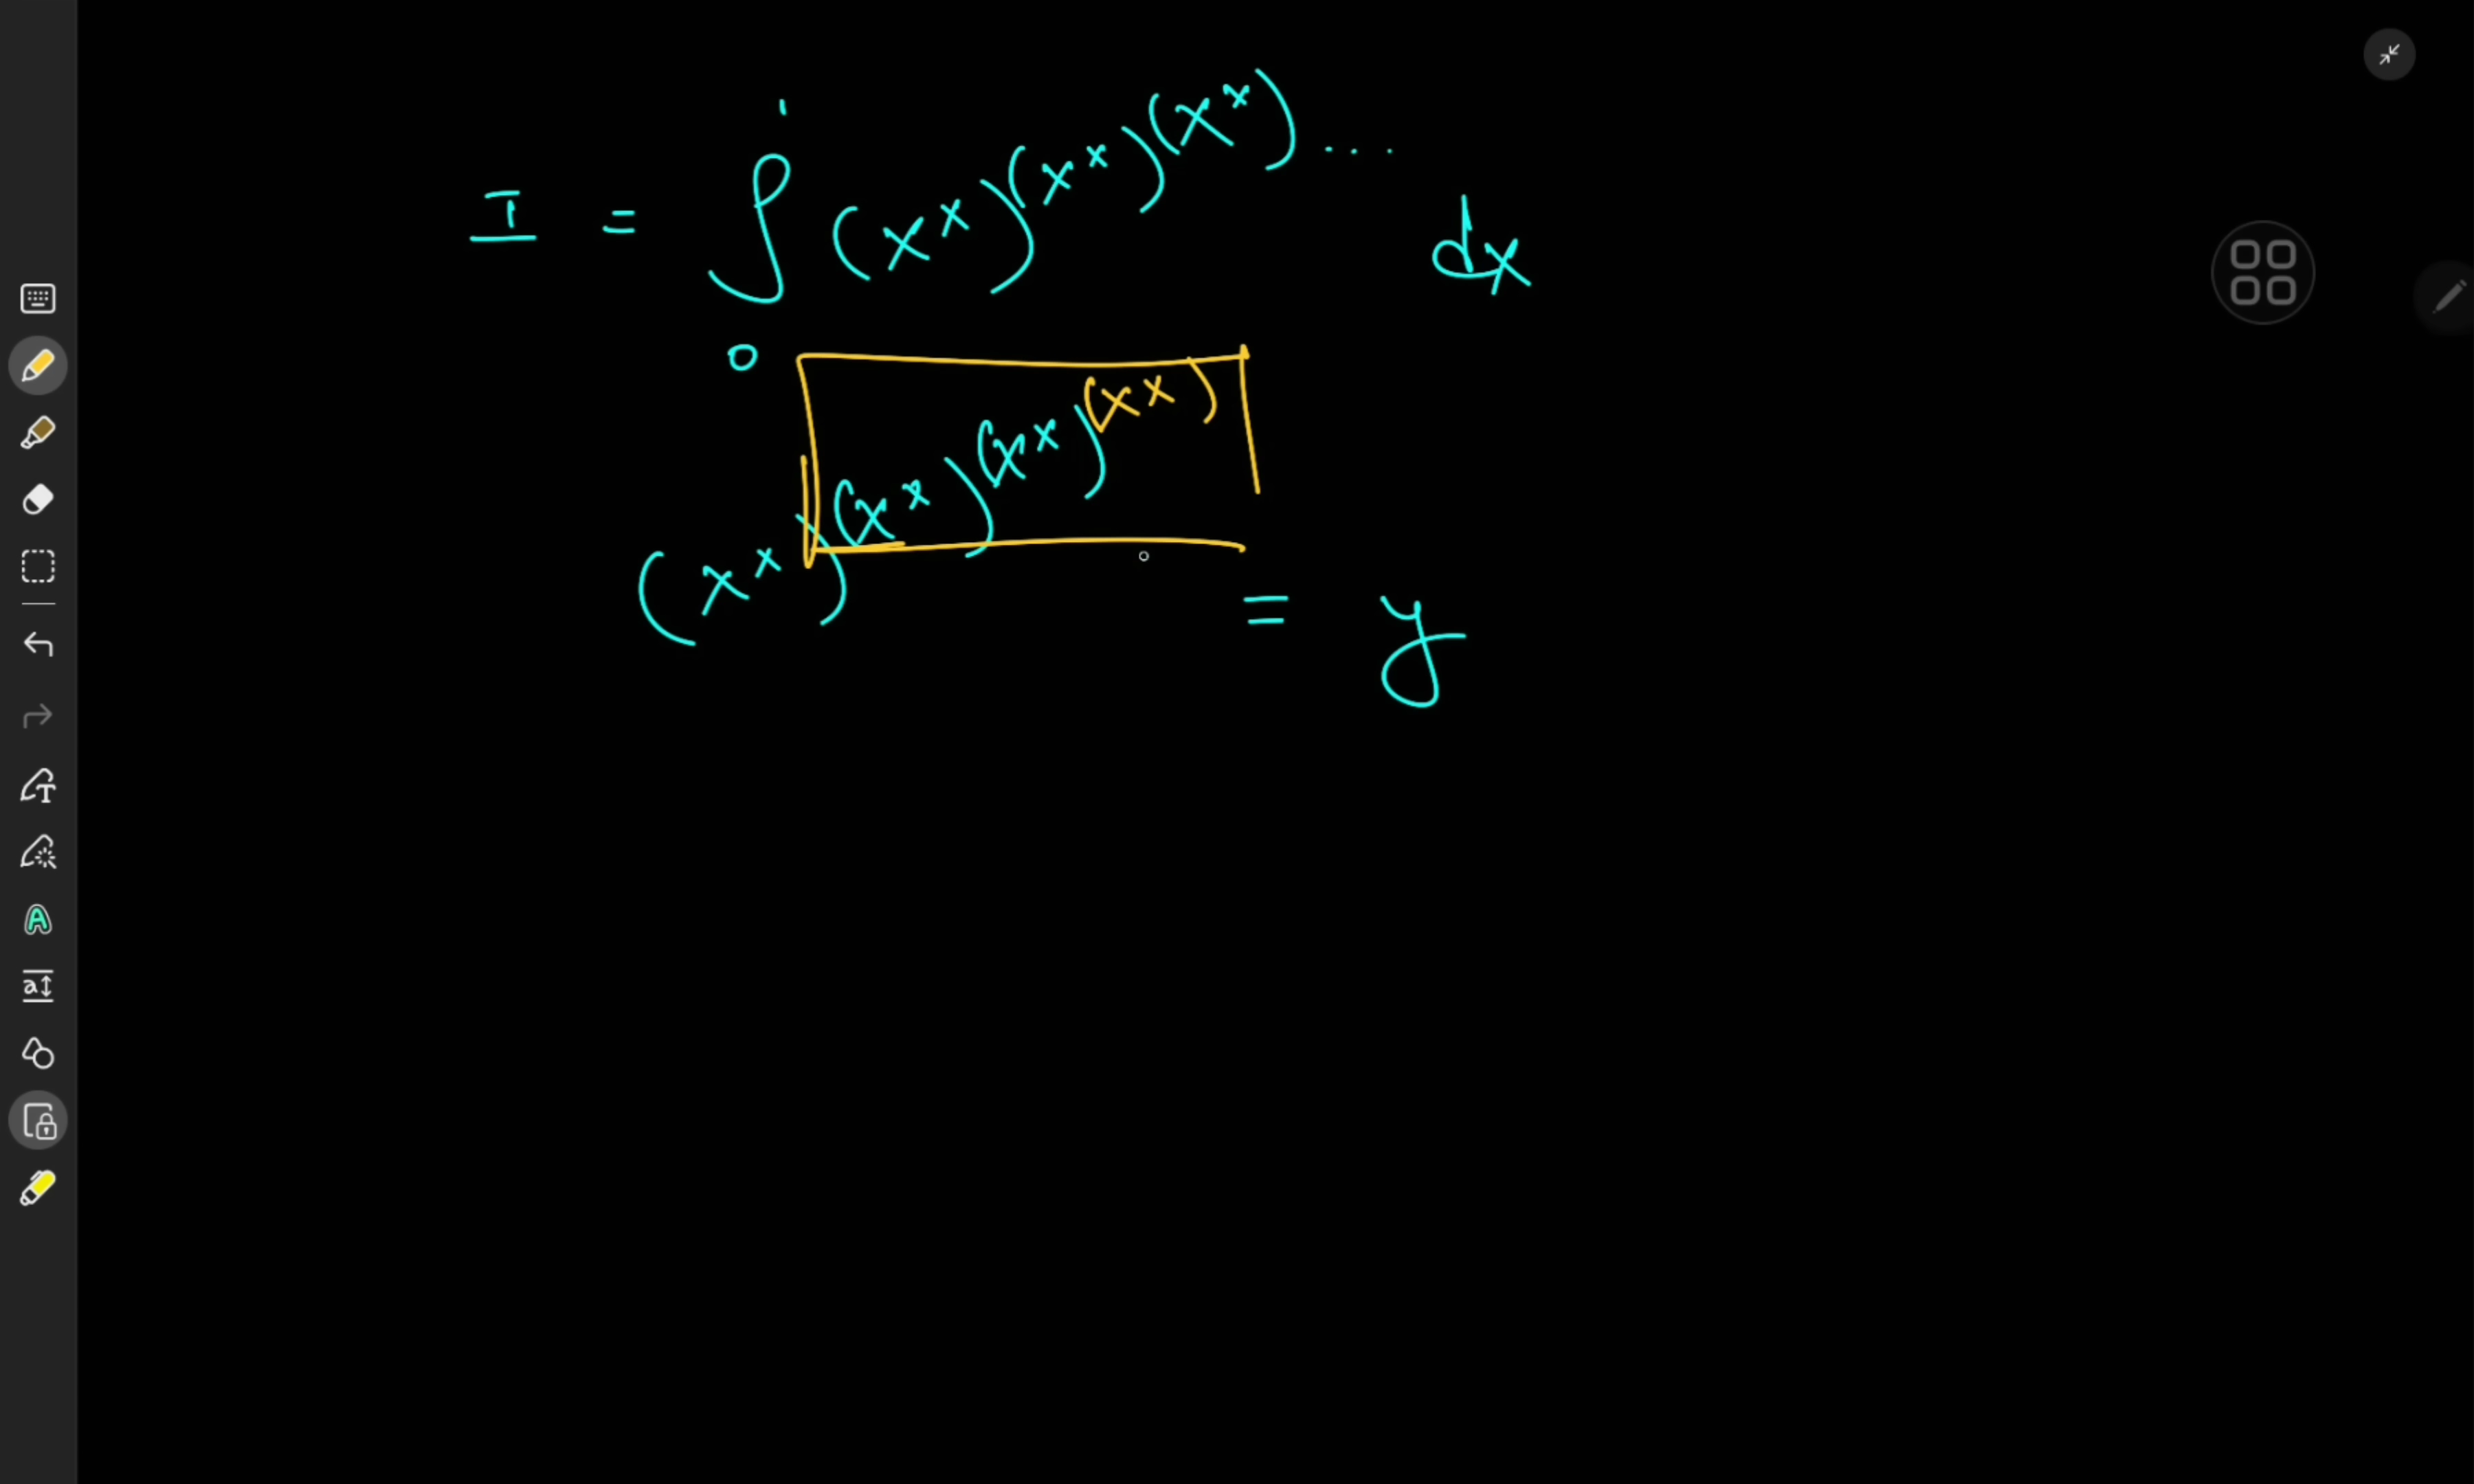 I = ∫₀¹ (x^x)^(x^x)^(x^x)^... dx
(x^x)^(x^x)^(x^x)^(x^x) = y